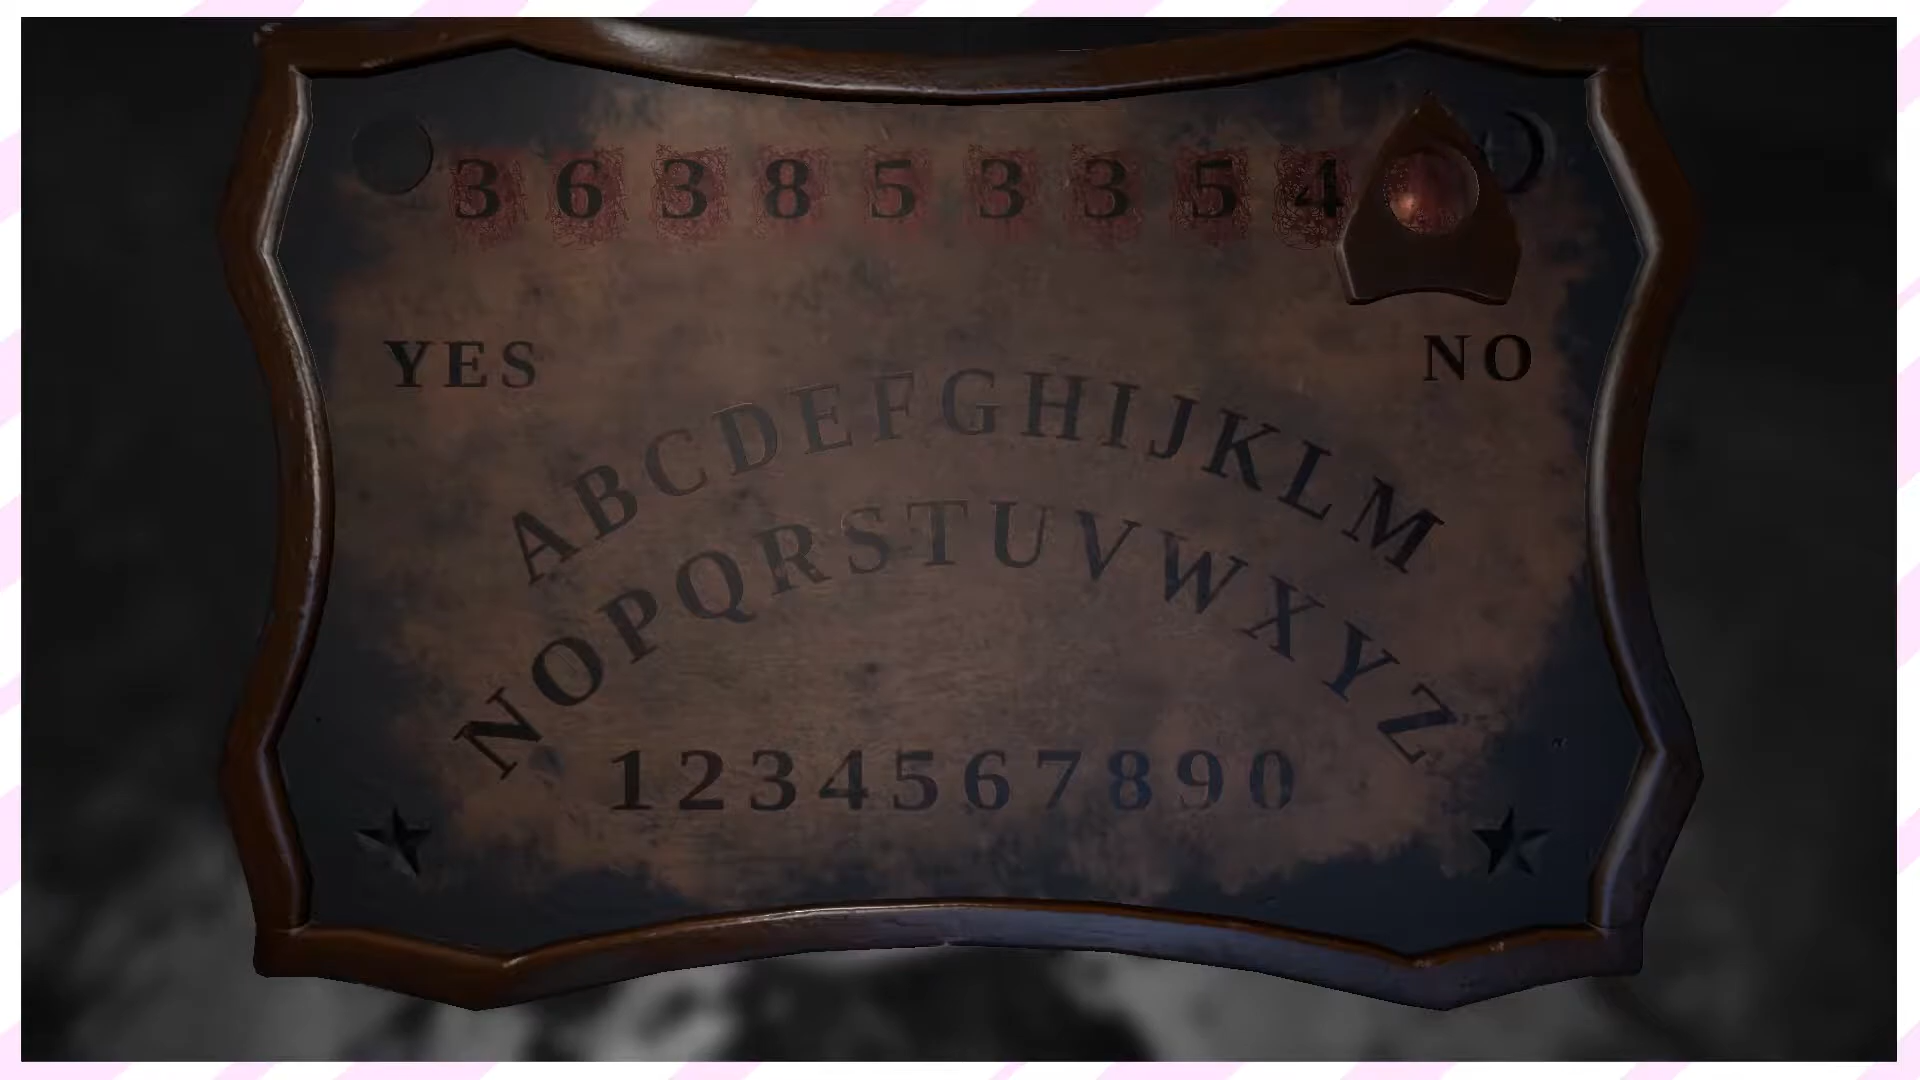 363853354
YES NO
ABCDEFGHIJKLM
NOPQRSTUVWXYZ
1234567890